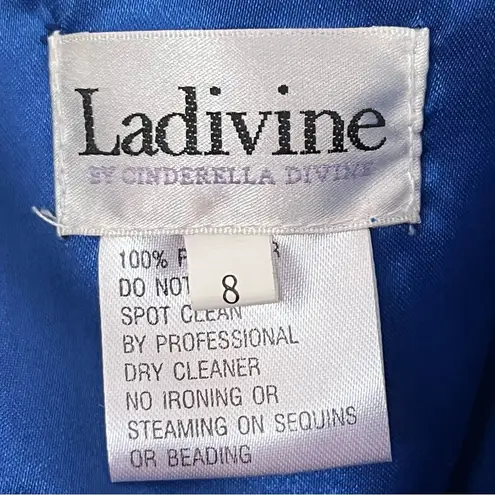 Ladivine
BY CINDERELLA DIVINE
100% P R
DO NOT
8
SPOT CLEAN
BY PROFESSIONAL
DRY CLEANER
NO IRONING OR
STEAMING ON SEQUINS
OR BEADING